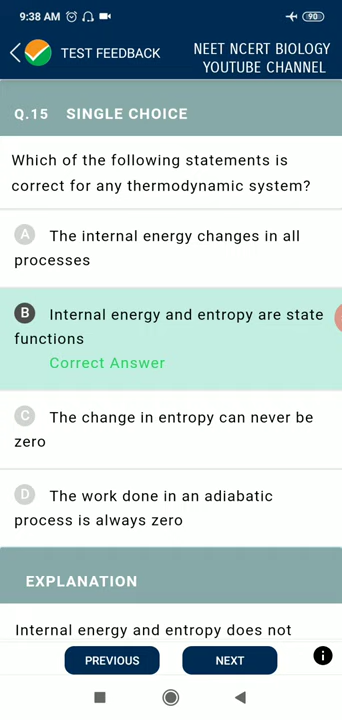 9:38 AM
90
TEST FEEDBACK
NEET NCERT BIOLOGY
YOUTUBE CHANNEL
Q.15 SINGLE CHOICE
Which of the following statements is
correct for any thermodynamic system?
A The internal energy changes in all
processes
B Internal energy and entropy are state
functions
Correct Answer
C The change in entropy can never be
zero
D The work done in an adiabatic
process is always zero
EXPLANATION
Internal energy and entropy does not
PREVIOUS
NEXT
i